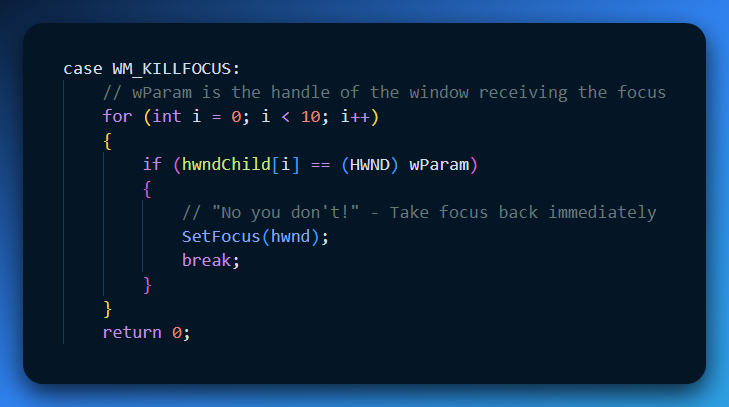 case WM_KILLFOCUS:
    // wParam is the handle of the window receiving the focus
    for (int i = 0; i < 10; i++)
    {
        if (hwndChild[i] == (HWND) wParam)
        {
            // "No you don't!" - Take focus back immediately
            SetFocus(hwnd);
            break;
        }
    }
    return 0;